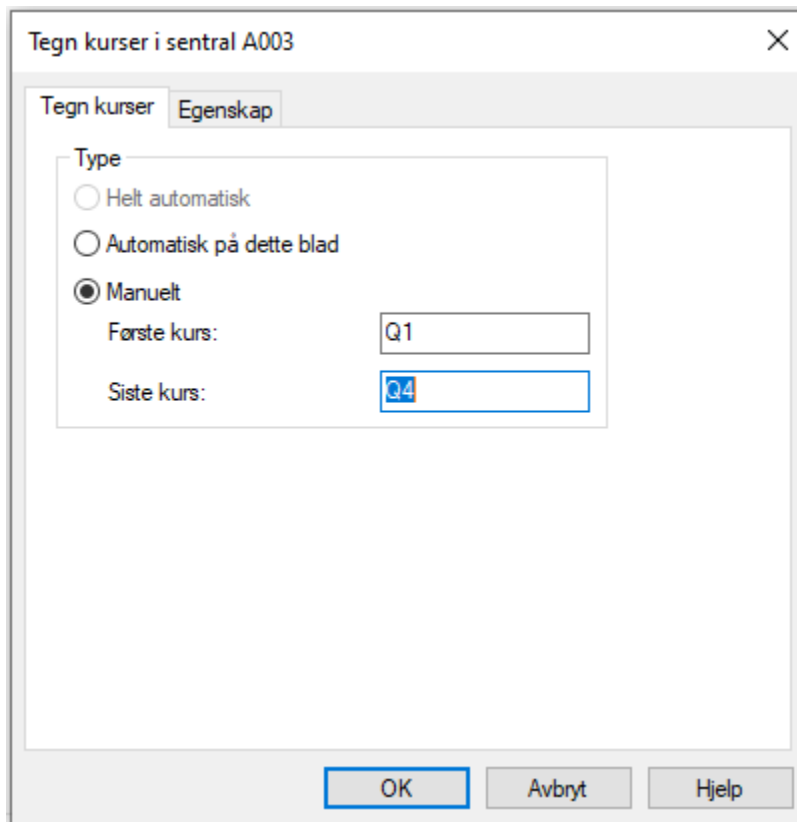 Tegn kurser i sentral A003
Tegn kurser Egenskap
Type
Helt automatisk
Automatisk på dette blad
Manuelt
Første kurs: Q1
Siste kurs: Q4
OK Avbryt Hjelp